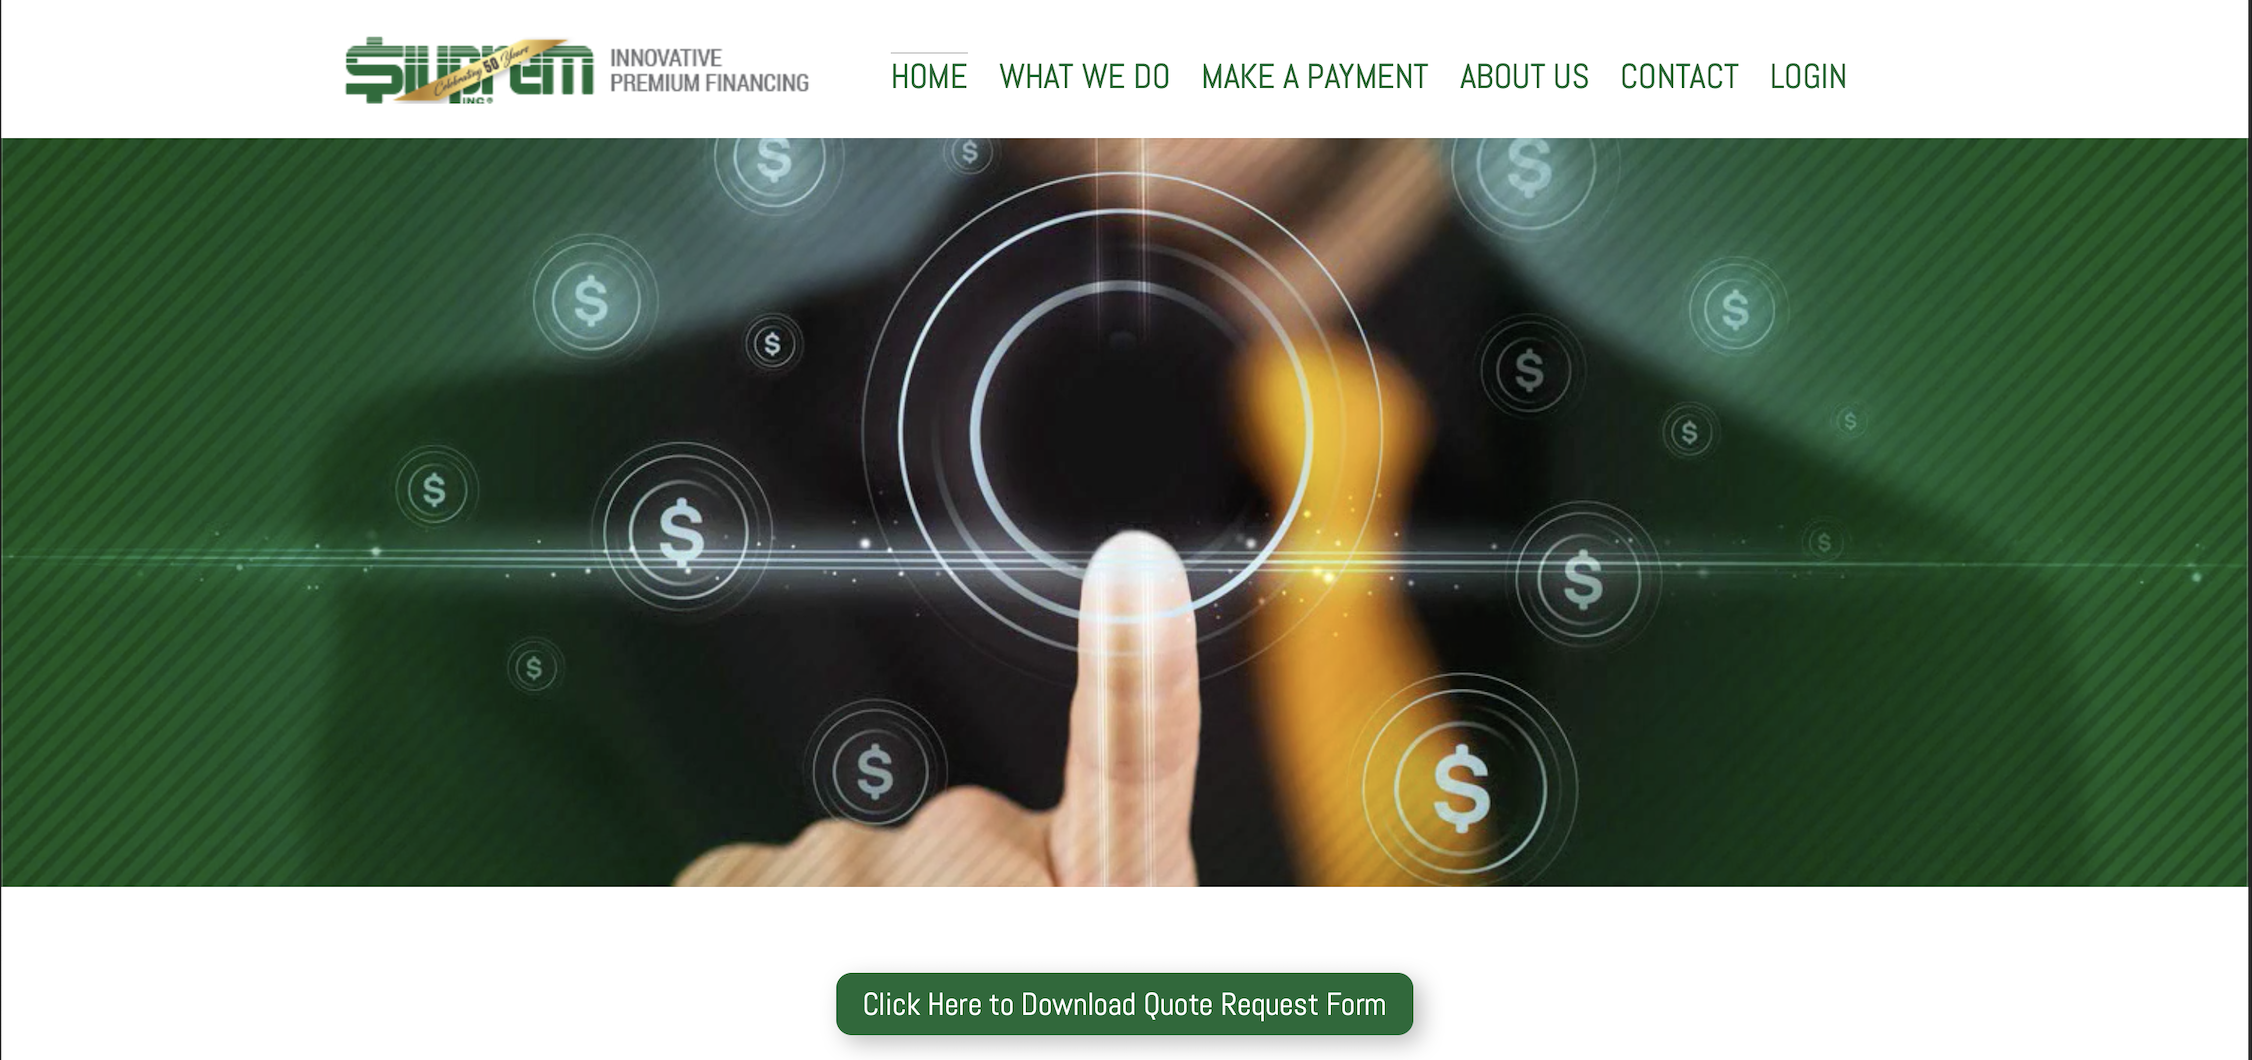 $iuprem
Celebrating 50 Years
INC®
INNOVATIVE
PREMIUM FINANCING
HOME WHAT WE DO MAKE A PAYMENT ABOUT US CONTACT LOGIN
$ $ $
$ $
$ $
$ $ $
$ $ $ $
$
$ $
Click Here to Download Quote Request Form